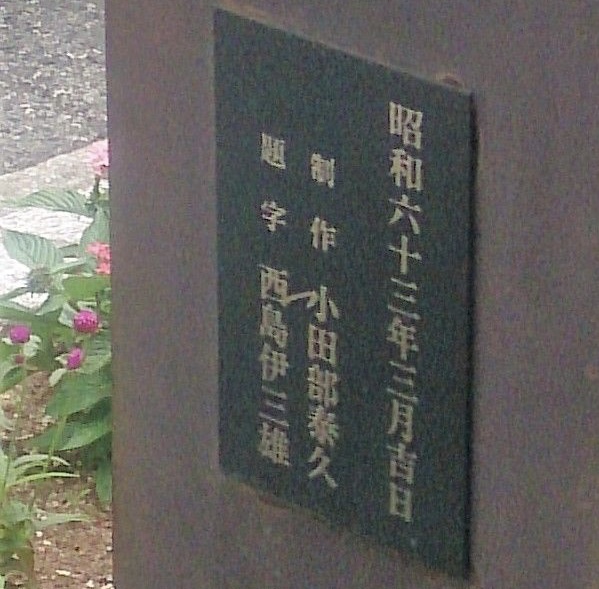 昭和六十三年三月吉日
制作 小田部泰久
題字 西島伊三雄